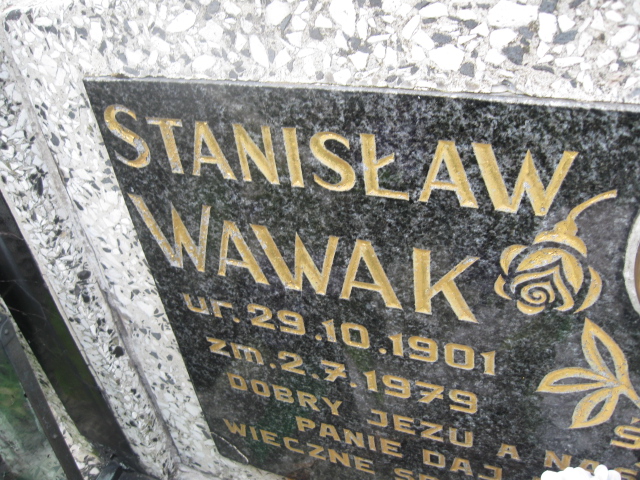 STANISŁAW
WAWAK
ur. 29.10.1901
zm. 2.7.1979
DOBRY JEZU A
PANIE DAJ
WIECZNE